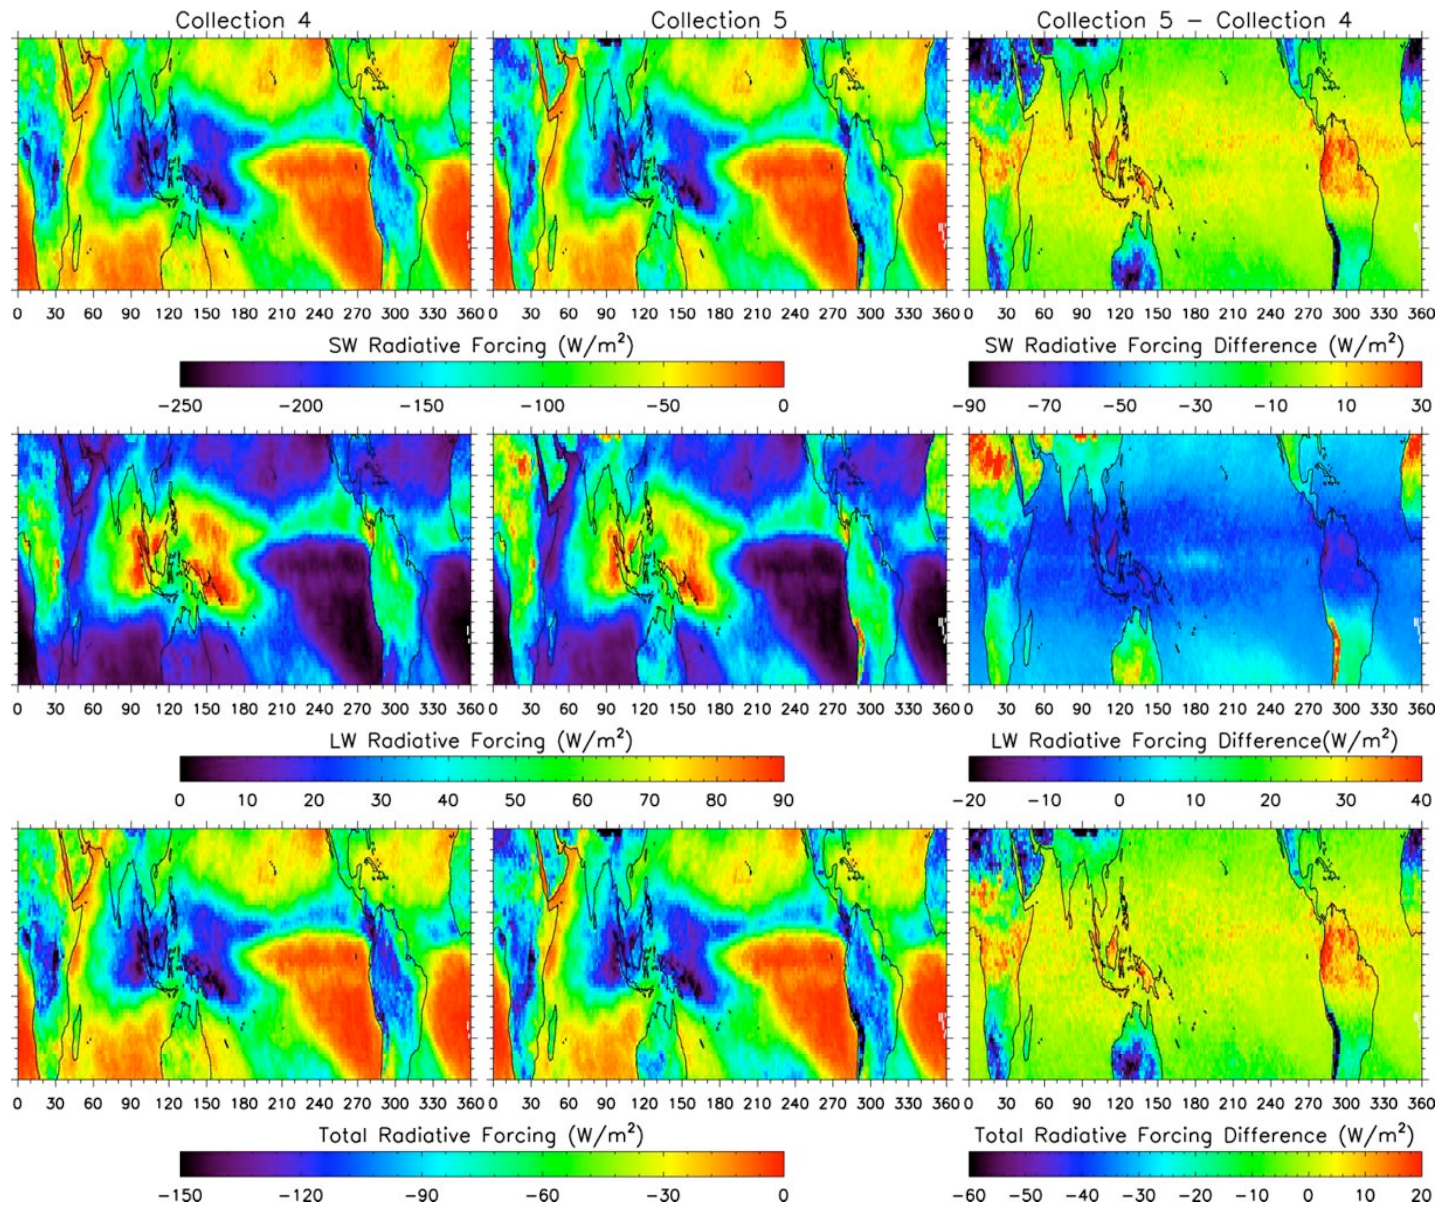 Collection 4 Collection 5 Collection 5 − Collection 4
0 30 60 90 120 150 180 210 240 270 300 330 360 0 30 60 90 120 150 180 210 240 270 300 330 360 0 30 60 90 120 150 180 210 240 270 300 330 360
SW Radiative Forcing (W/m²) SW Radiative Forcing Difference (W/m²)
−250 −200 −150 −100 −50 0 −90 −70 −50 −30 −10 10 30
0 30 60 90 120 150 180 210 240 270 300 330 360 0 30 60 90 120 150 180 210 240 270 300 330 360 0 30 60 90 120 150 180 210 240 270 300 330 360
LW Radiative Forcing (W/m²) LW Radiative Forcing Difference(W/m²)
0 10 20 30 40 50 60 70 80 90 −20 −10 0 10 20 30 40
0 30 60 90 120 150 180 210 240 270 300 330 360 0 30 60 90 120 150 180 210 240 270 300 330 360 0 30 60 90 120 150 180 210 240 270 300 330 360
Total Radiative Forcing (W/m²) Total Radiative Forcing Difference (W/m²)
−150 −120 −90 −60 −30 0 −60 −50 −40 −30 −20 −10 0 10 20